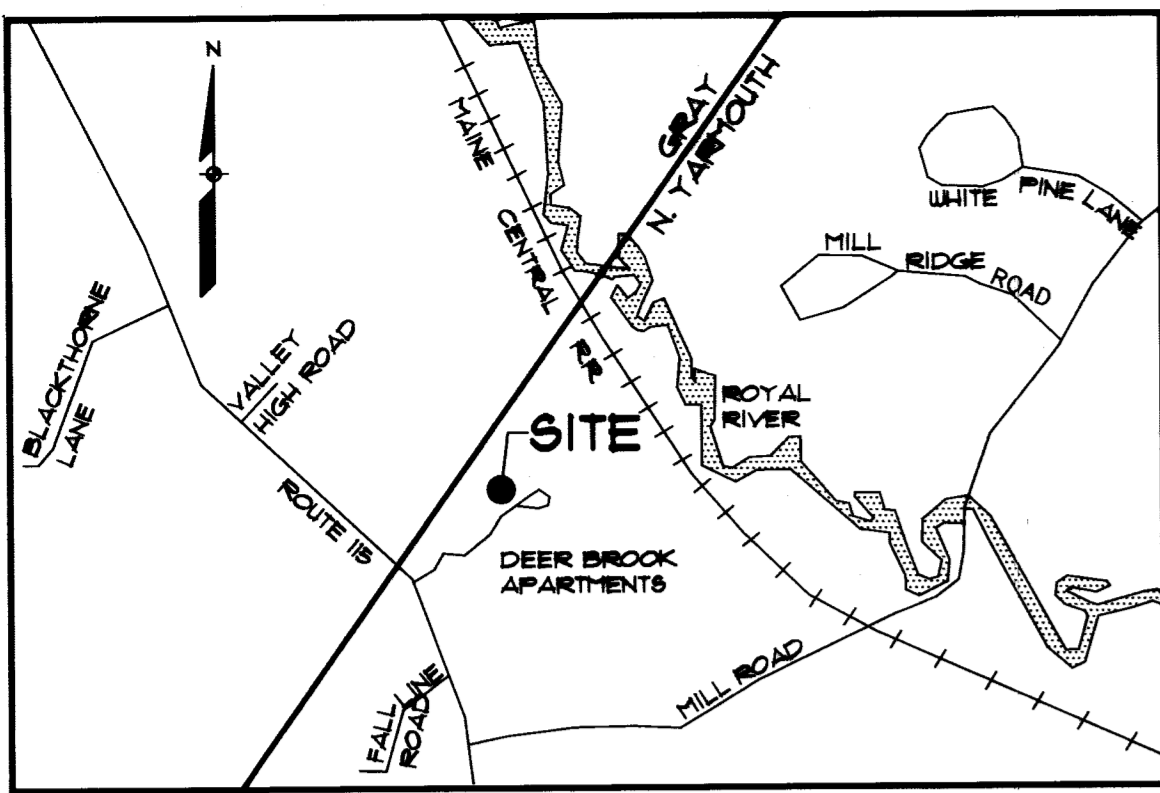 N
MAINE
CENTRAL
RR
GRAY
N. YARMOUTH
WHITE PINE LANE
MILL RIDGE ROAD
BLACKTHORNE
LANE
VALLEY
HIGH ROAD
ROYAL
RIVER
SITE
ROUTE 115
DEER BROOK
APARTMENTS
MILL ROAD
FALL LINE
ROAD